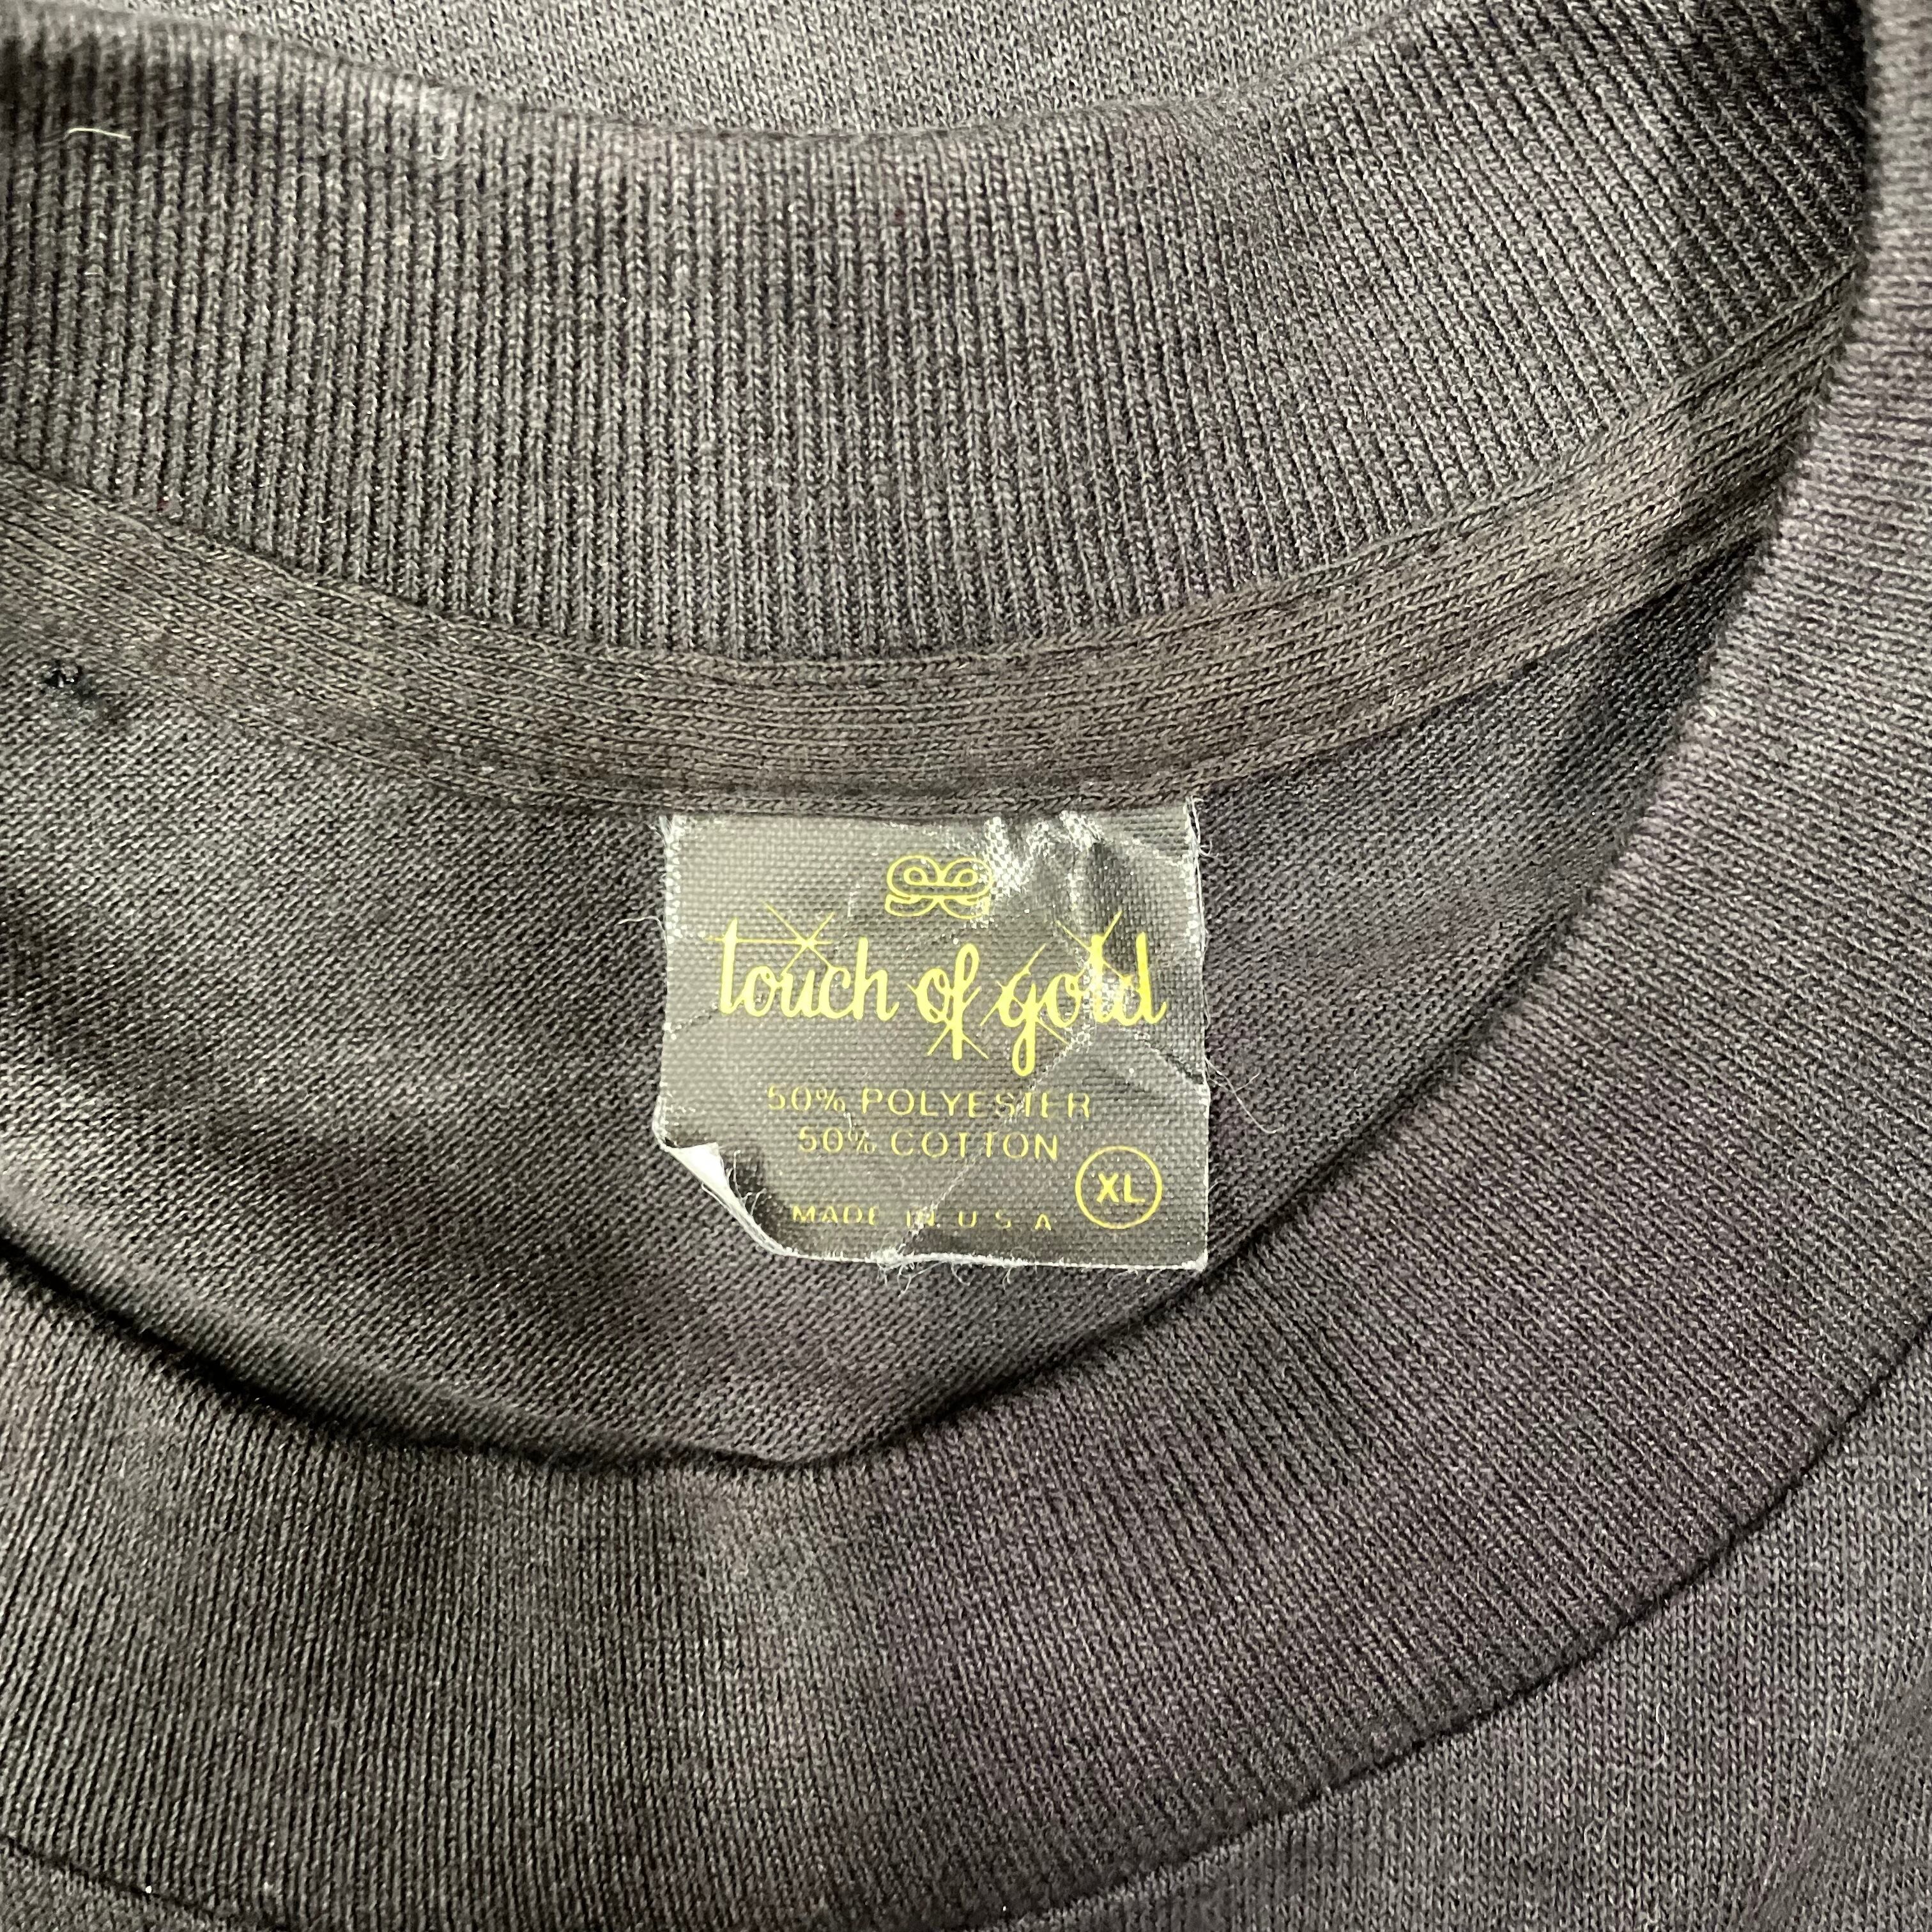 touch of gold
50% POLYESTER
50% COTTON
XL
MADE IN U S A